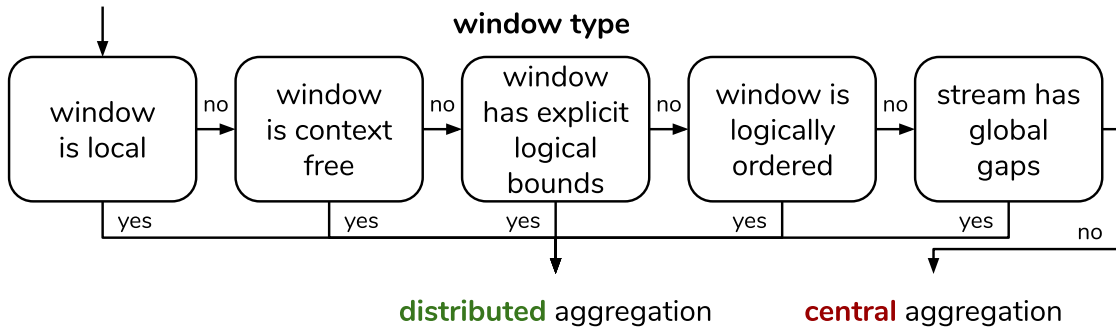 window type
window
is local
no
window
is context
free
no
window
has explicit
logical
bounds
no
window is
logically
ordered
no
stream has
global
gaps
yes
yes
yes
yes
yes
no
distributed aggregation
central aggregation